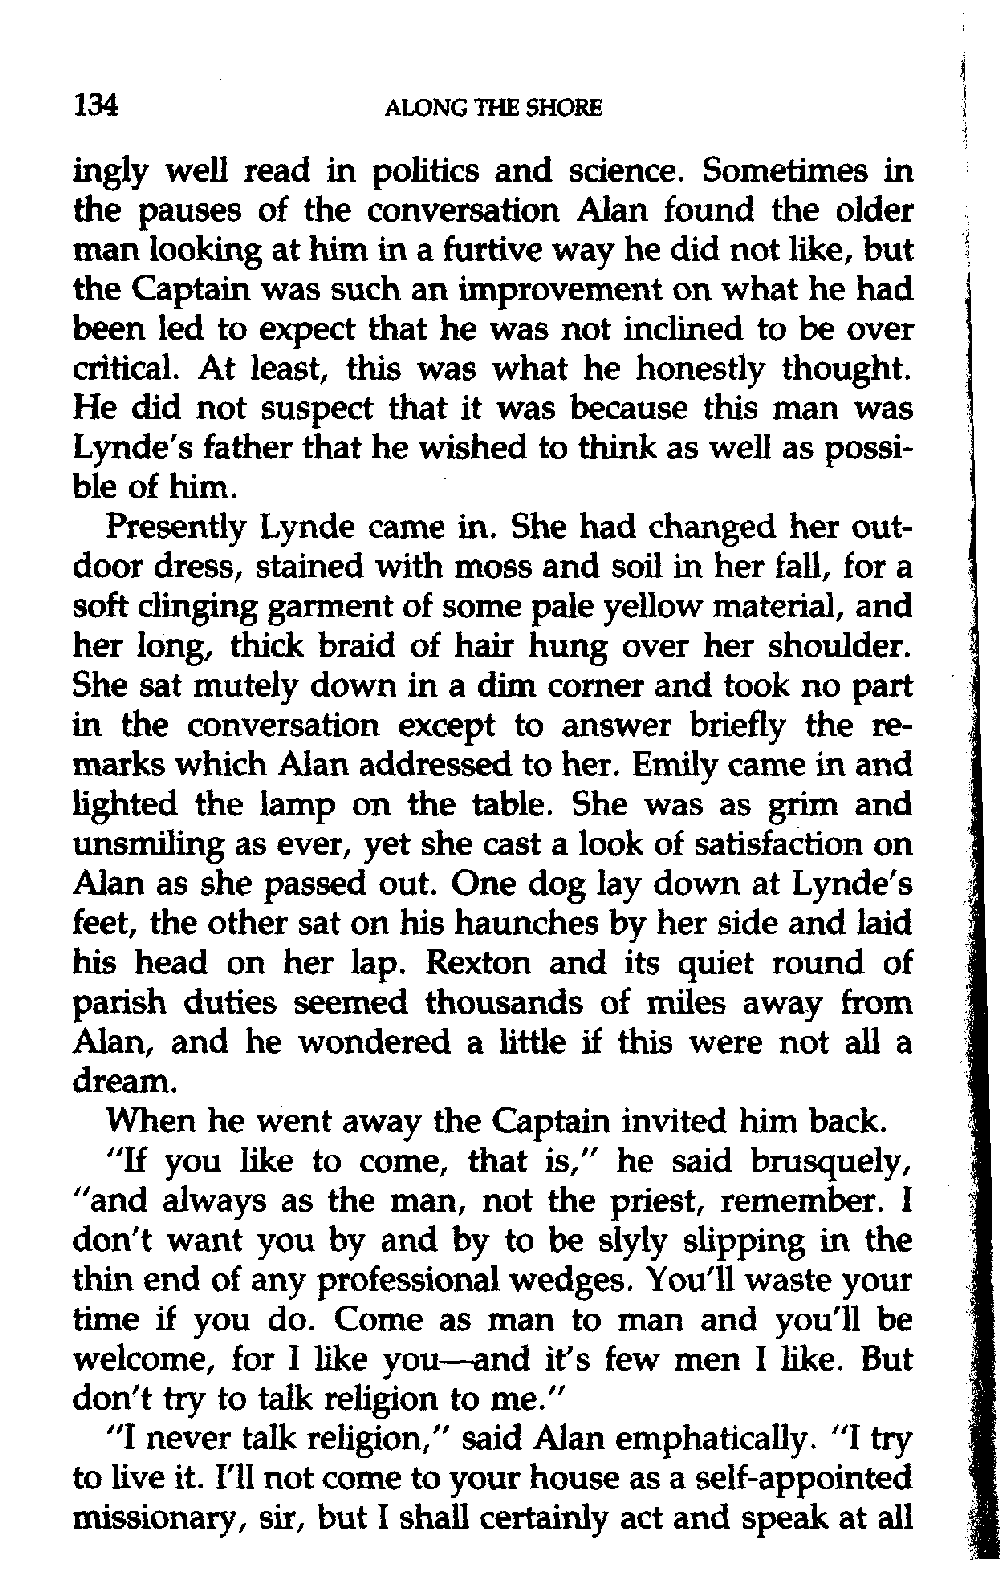 134 ALONG THE SHORE
ingly well read in politics and science. Sometimes in
the pauses of the conversation Alan found the older
man looking at him in a furtive way he did not like, but
the Captain was such an improvement on what he had
been led to expect that he was not inclined to be over
critical. At least, this was what he honestly thought.
He did not suspect that it was because this man was
Lynde's father that he wished to think as well as possi-
ble of him.
Presently Lynde came in. She had changed her out-
door dress, stained with moss and soil in her fall, for a
soft clinging garment of some pale yellow material, and
her long, thick braid of hair hung over her shoulder.
She sat mutely down in a dim corner and took no part
in the conversation except to answer briefly the re-
marks which Alan addressed to her. Emily came in and
lighted the lamp on the table. She was as grim and
unsmiling as ever, yet she cast a look of satisfaction on
Alan as she passed out. One dog lay down at Lynde's
feet, the other sat on his haunches by her side and laid
his head on her lap. Rexton and its quiet round of
parish duties seemed thousands of miles away from
Alan, and he wondered a little if this were not all a
dream.
When he went away the Captain invited him back.
"If you like to come, that is," he said brusquely,
"and always as the man, not the priest, remember. I
don't want you by and by to be slyly slipping in the
thin end of any professional wedges. You'll waste your
time if you do. Come as man to man and you'll be
welcome, for I like you—and it's few men I like. But
don't try to talk religion to me."
"I never talk religion," said Alan emphatically. "I try
to live it. I'll not come to your house as a self-appointed
missionary, sir, but I shall certainly act and speak at all